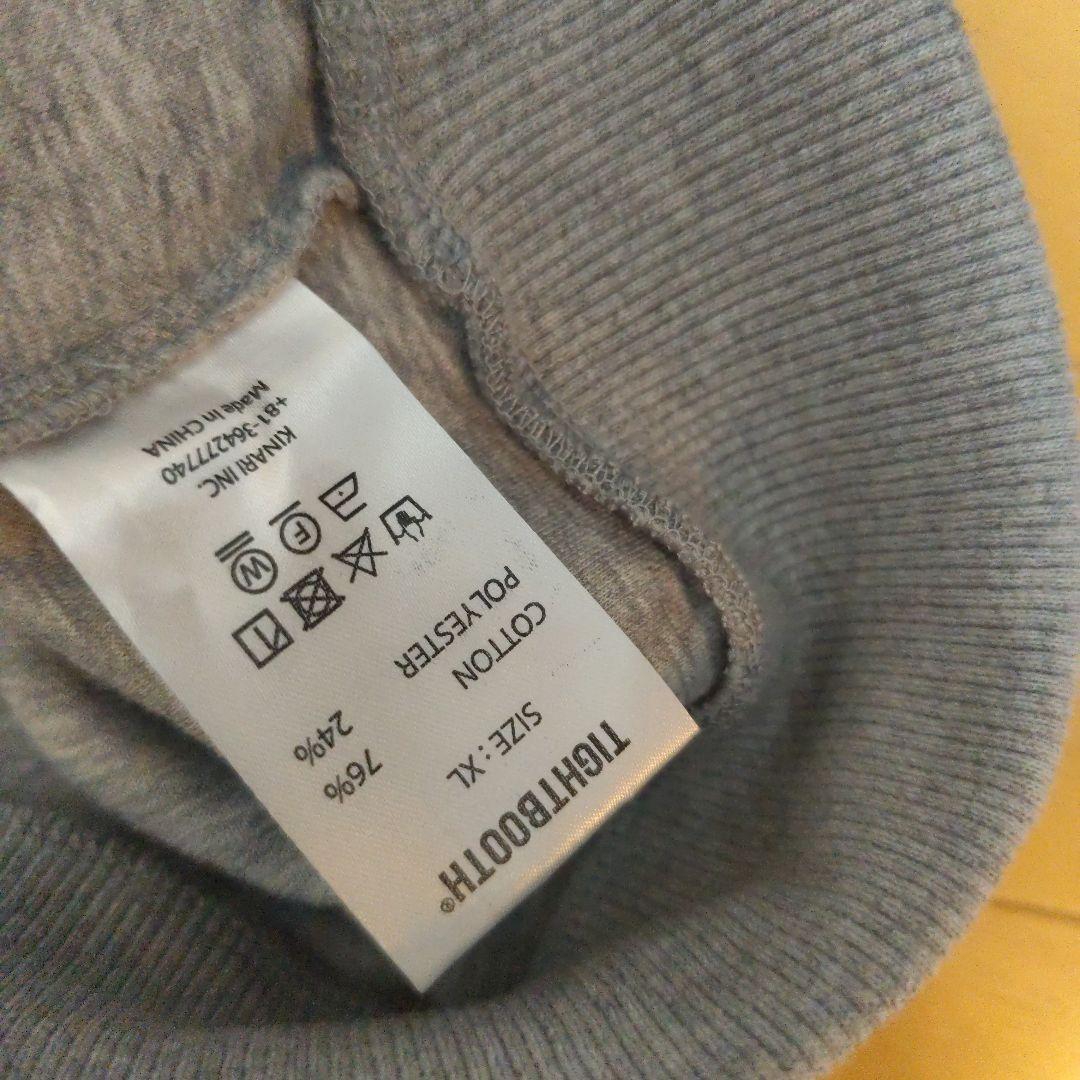 TIGHTBOOTH®
SIZE : XL
COTTON 76%
POLYESTER 24%
W F
KINARI INC
+81-364277740
Made in CHINA